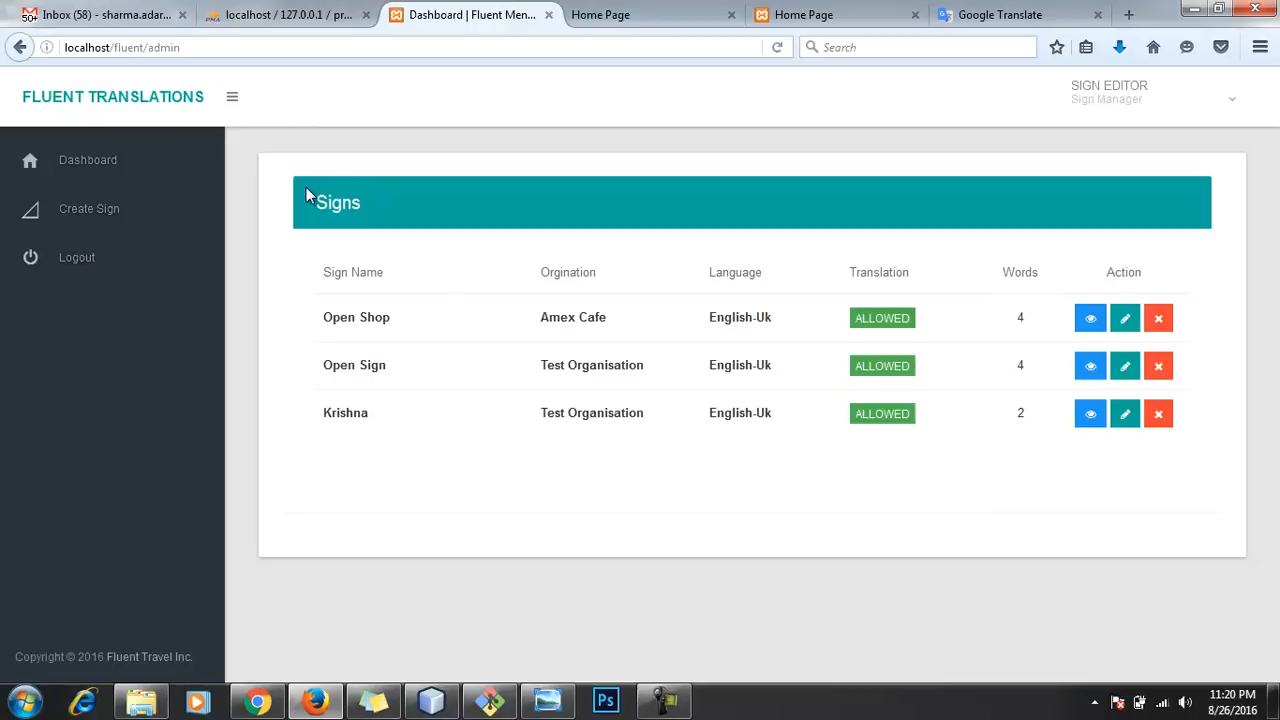 Inbox (58) - sharma.adar...
localhost / 127.0.0.1 / pr...
Dashboard | Fluent Men...
Home Page
Home Page
Google Translate
localhost/fluent/admin
Search
FLUENT TRANSLATIONS
SIGN EDITOR
Sign Manager
Dashboard
Create Sign
Logout
Signs
Sign Name Orgination Language Translation Words Action
Open Shop Amex Cafe English-Uk ALLOWED 4
Open Sign Test Organisation English-Uk ALLOWED 4
Krishna Test Organisation English-Uk ALLOWED 2
Copyright © 2016 Fluent Travel Inc.
Ps
11:20 PM
8/26/2016